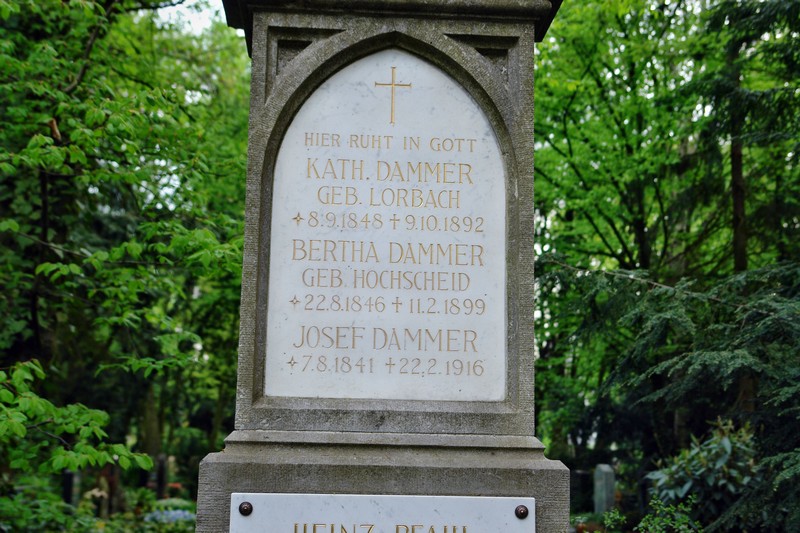 HIER RUHT IN GOTT
KATH. DAMMER
GEB. LORBACH
✧8.9.1848 ✝9.10.1892
BERTHA DAMMER
GEB. HOCHSCHEID
✧22.8.1846 ✝11.2.1899
JOSEF DAMMER
✧7.8.1841 ✝22.2.1916
HEINZ